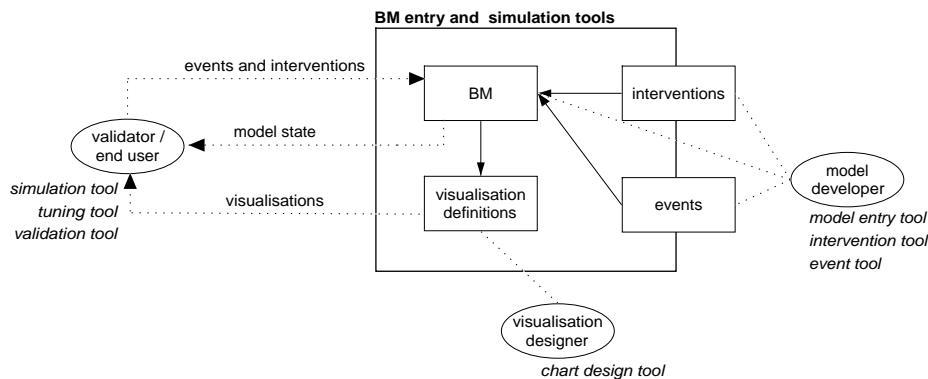 BM entry and simulation tools
events and interventions
BM
interventions
model state
validator /
end user
simulation tool
tuning tool
validation tool
visualisations
visualisation
definitions
events
model
developer
model entry tool
intervention tool
event tool
visualisation
designer
chart design tool